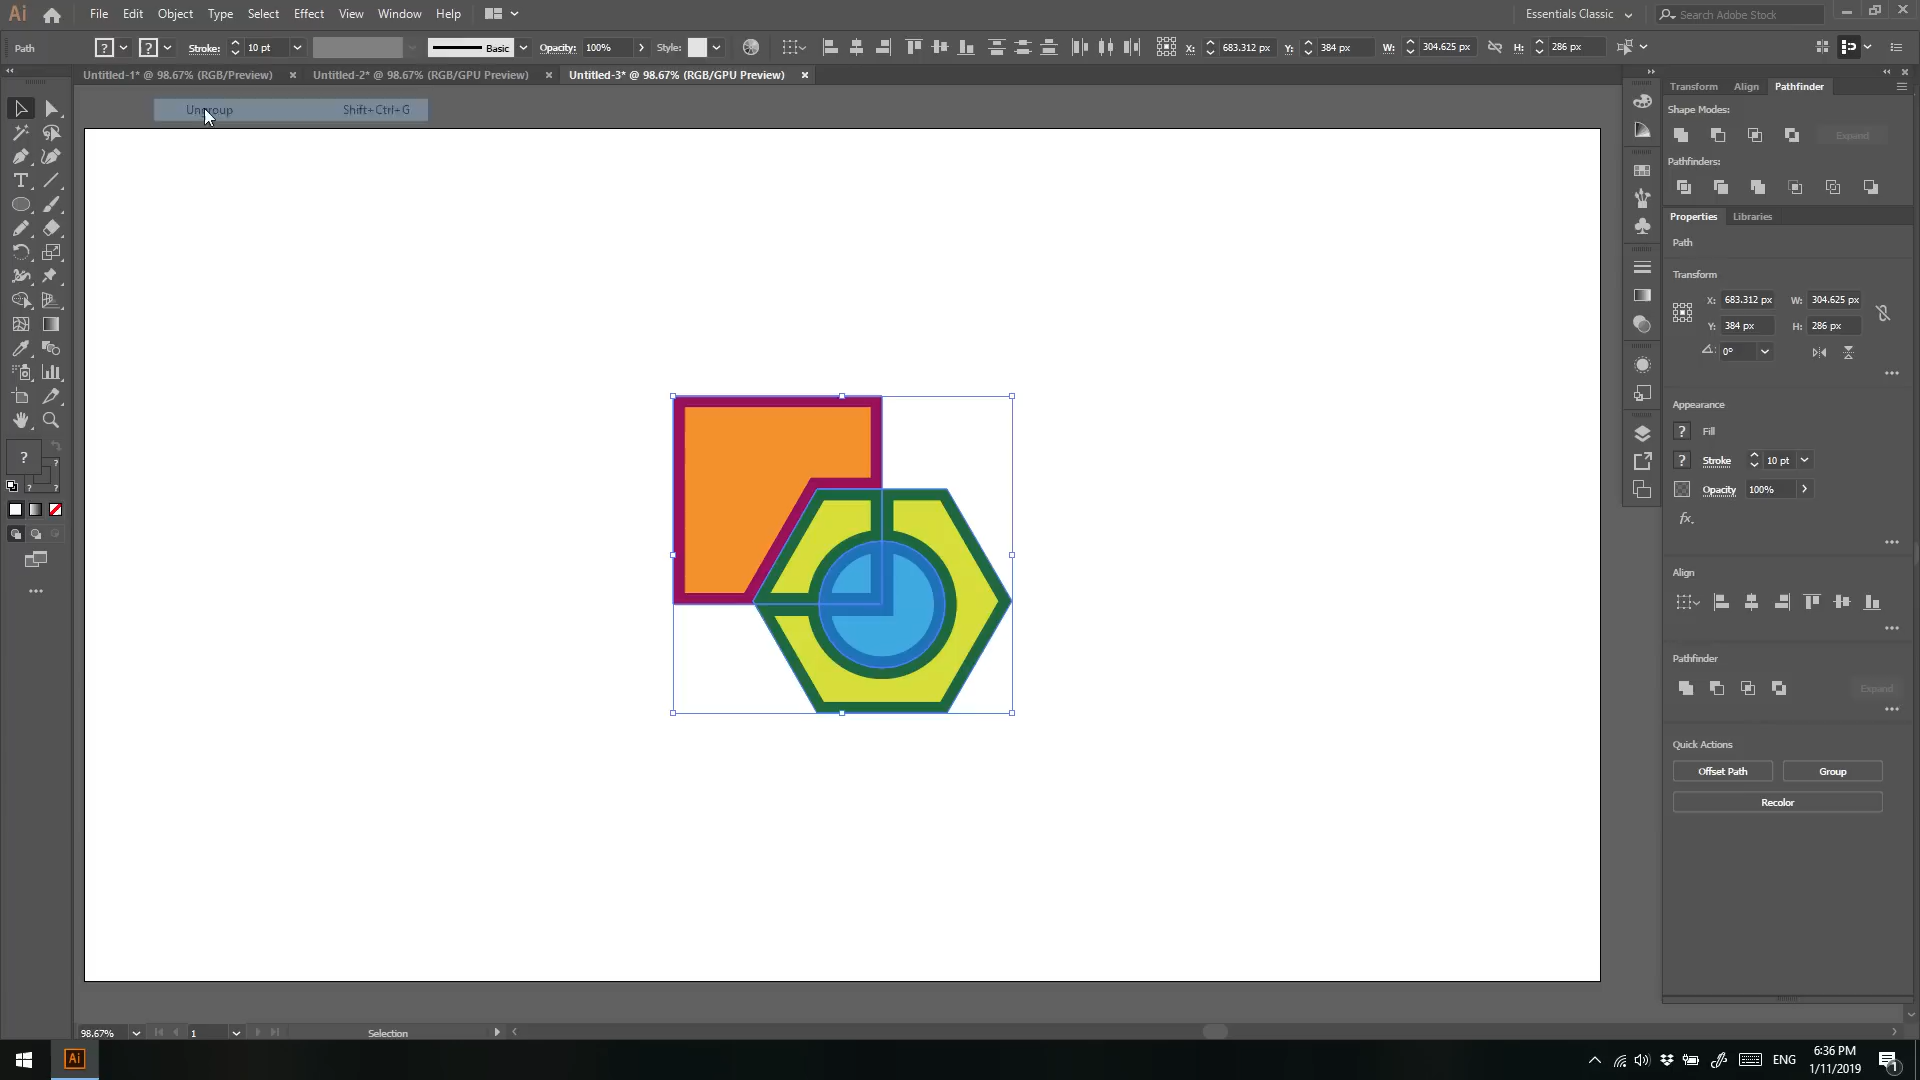 Ai File Edit Object Type Select Effect View Window Help Essentials Classic Search Adobe Stock
Path ? ? Stroke: 10 pt Basic Opacity: 100% Style: X: 683.312 px Y: 384 px W: 304.625 px H: 286 px
Untitled-1* @ 98.67% (RGB/Preview) Untitled-2* @ 98.67% (RGB/GPU Preview) Untitled-3* @ 98.67% (RGB/GPU Preview)
Ungroup Shift+Ctrl+G
Transform Align Pathfinder
Shape Modes:
Expand
Pathfinders:
Properties Libraries
Path
Transform
X: 683.312 px W: 304.625 px
Y: 384 px H: 286 px
0°
Appearance
? Fill
? Stroke 10 pt
Opacity 100%
fx.
Align
Pathfinder
Expand
Quick Actions
Offset Path Group
Recolor
T
?
?
? ?
98.67% 1 Selection
Ai ENG 6:36 PM
1/11/2019 1